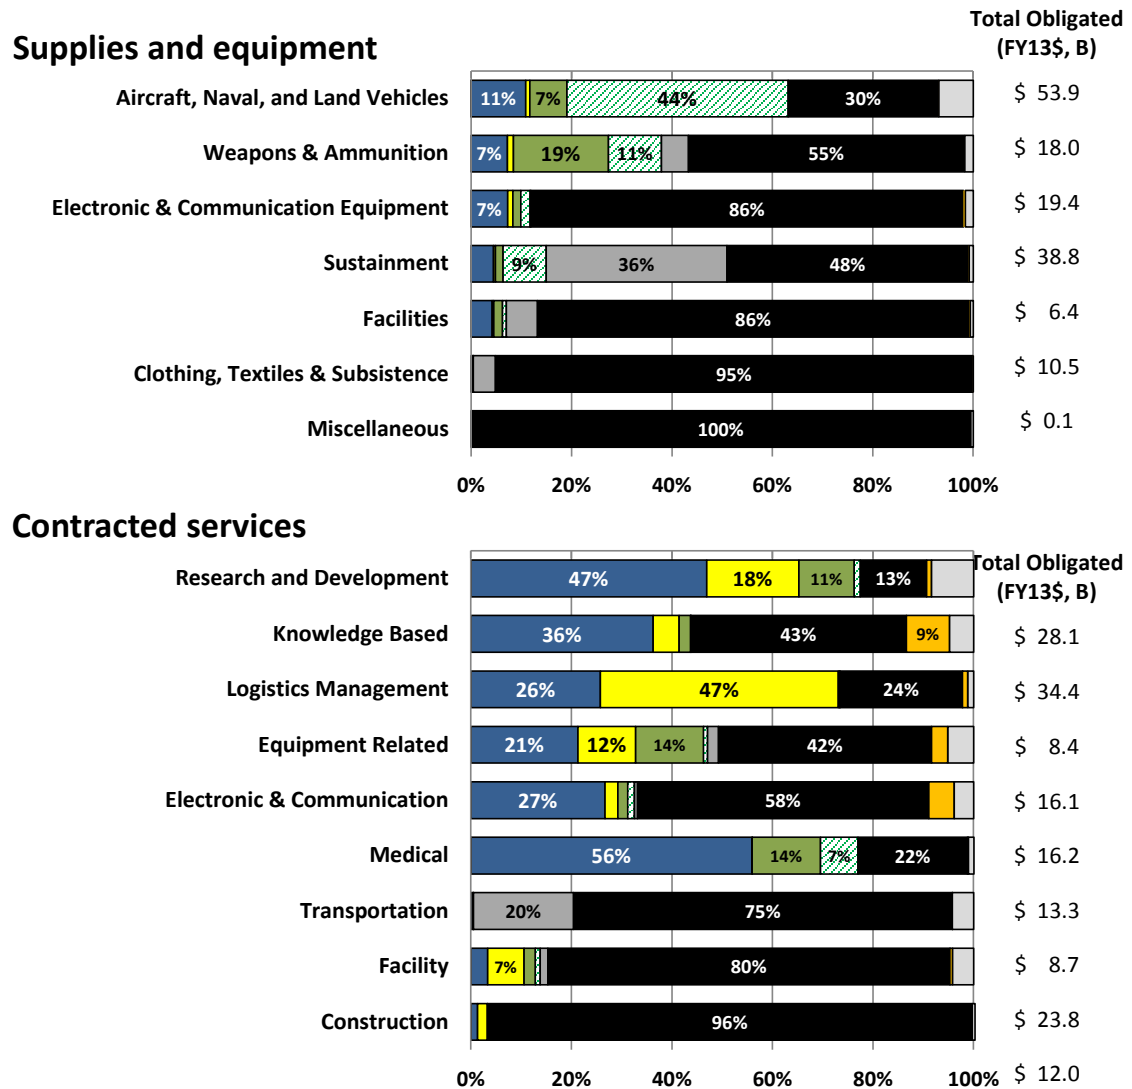 Total Obligated
(FY13$, B)
Supplies and equipment
Aircraft, Naval, and Land Vehicles 11% 7% 44% 30% $ 53.9
Weapons & Ammunition 7% 19% 11% 55% $ 18.0
Electronic & Communication Equipment 7% 86% $ 19.4
Sustainment 9% 36% 48% $ 38.8
Facilities 86% $ 6.4
Clothing, Textiles & Subsistence 95% $ 10.5
Miscellaneous 100% $ 0.1
0% 20% 40% 60% 80% 100%
Contracted services
Total Obligated
(FY13$, B)
Research and Development 47% 18% 11% 13%
Knowledge Based 36% 43% 9% $ 28.1
Logistics Management 26% 47% 24% $ 34.4
Equipment Related 21% 12% 14% 42% $ 8.4
Electronic & Communication 27% 58% $ 16.1
Medical 56% 14% 7% 22% $ 16.2
Transportation 20% 75% $ 13.3
Facility 7% 80% $ 8.7
Construction 96% $ 23.8
0% 20% 40% 60% 80% 100% $ 12.0